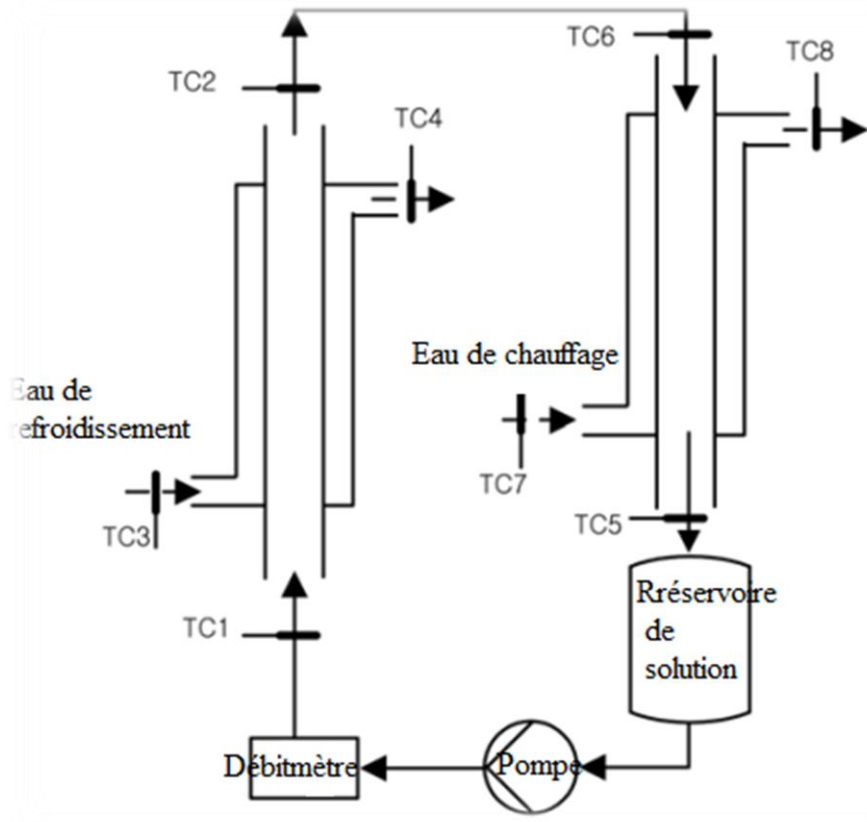 TC6
TC8
TC2
TC4
Eau de chauffage
Eau de
refroidissement
TC7
TC3
TC5
Rréservoire
de
solution
TC1
Débitmètre
Pompe